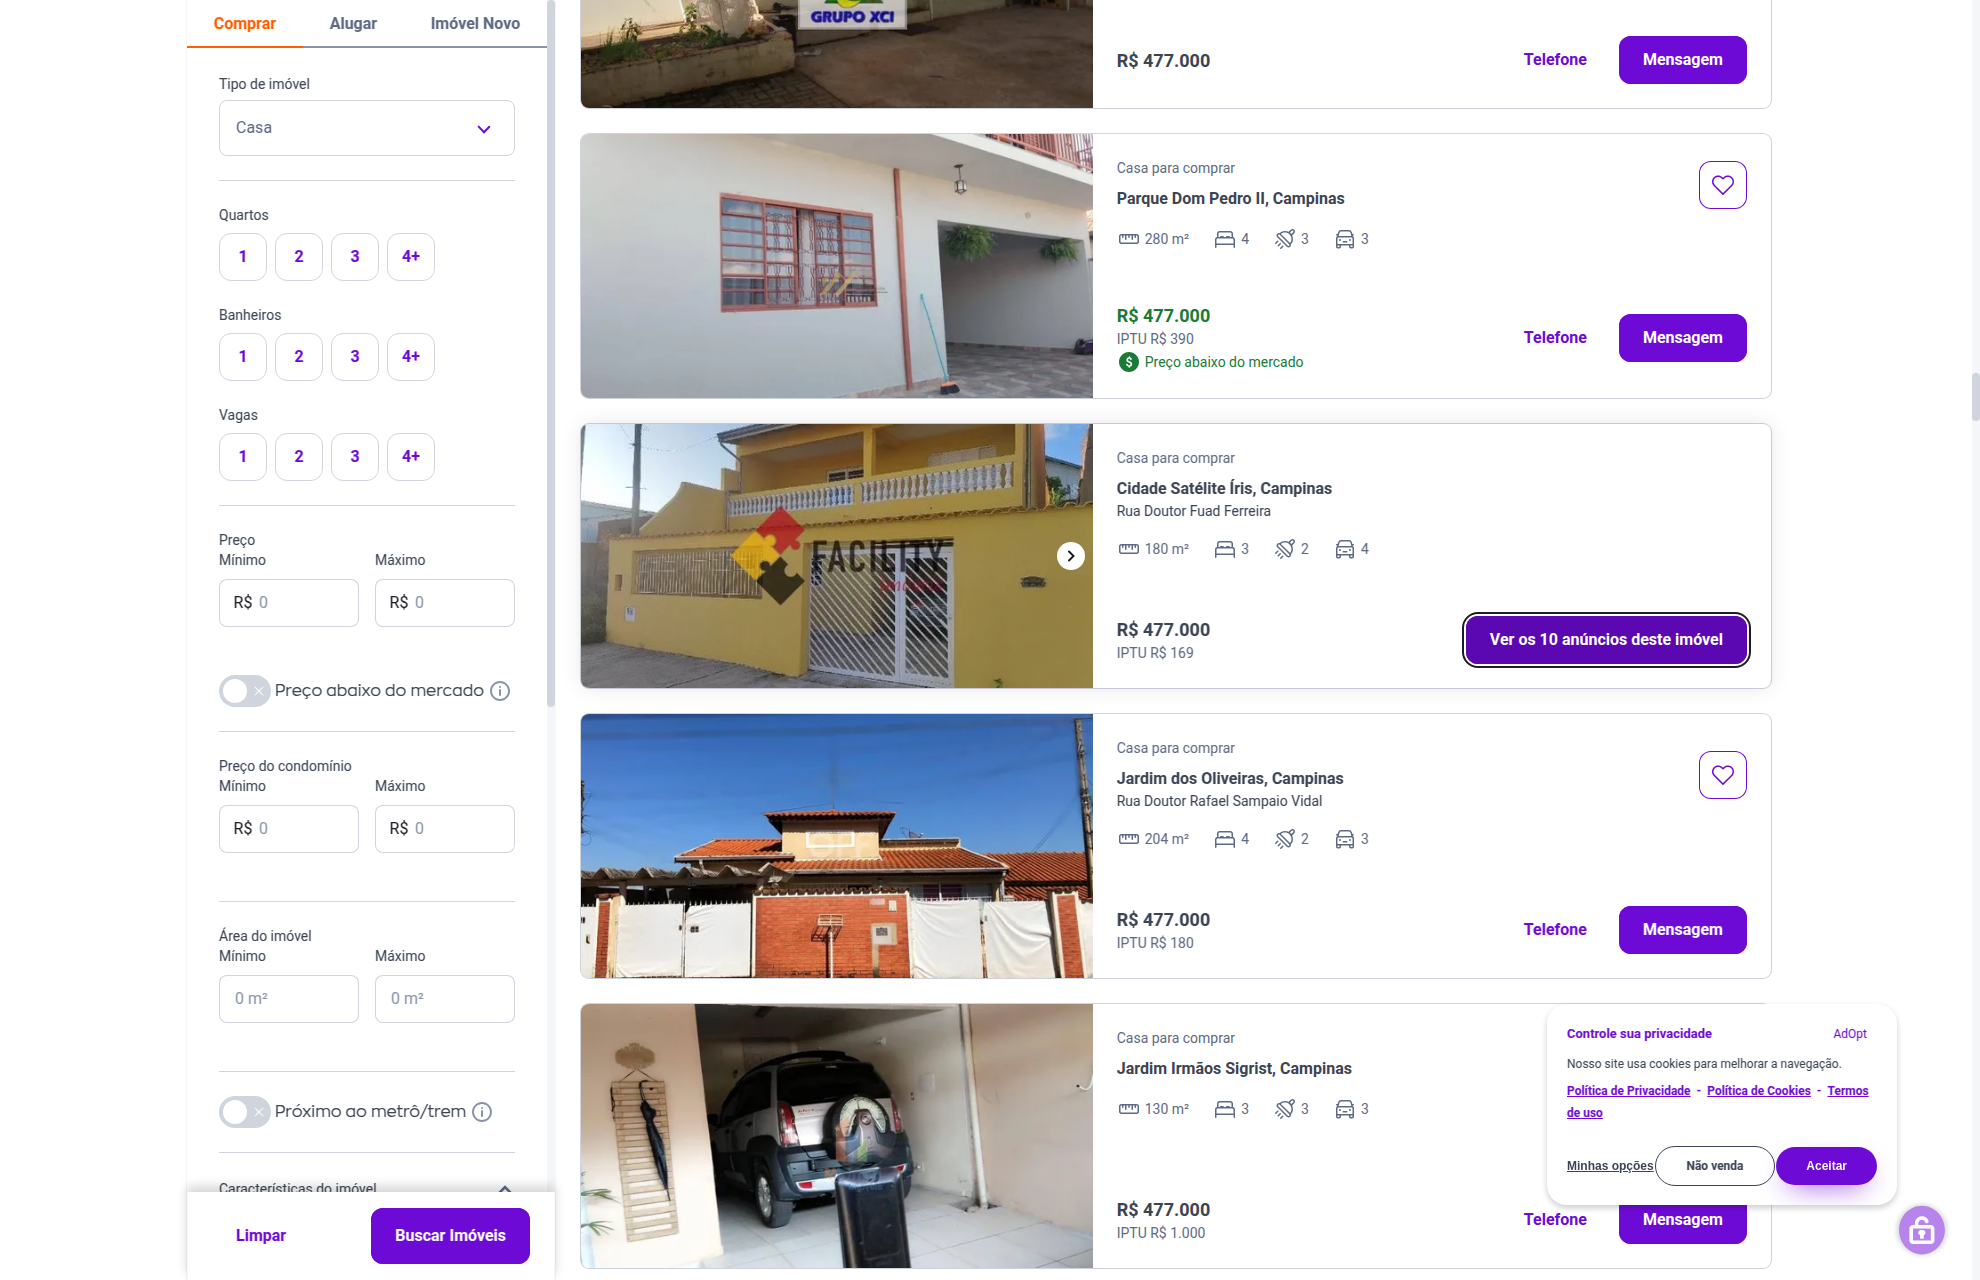 Comprar
Alugar
Imóvel Novo
Tipo de imóvel
Casa
Quartos
1
2
3
4+
Banheiros
1
2
3
4+
Vagas
1
2
3
4+
Preço
Mínimo
Máximo
R$ 0
R$ 0
Preço abaixo do mercado
Preço do condomínio
Mínimo
Máximo
R$ 0
R$ 0
Área do imóvel
Mínimo
Máximo
0 m²
0 m²
Próximo ao metrô/trem
Características do imóvel
Limpar
Buscar Imóveis
GRUPO XCI
R$ 477.000
Telefone
Mensagem
Casa para comprar
Parque Dom Pedro II, Campinas
280 m²
4
3
3
R$ 477.000
IPTU R$ 390
Preço abaixo do mercado
Telefone
Mensagem
FACILITY
Casa para comprar
Cidade Satélite Íris, Campinas
Rua Doutor Fuad Ferreira
180 m²
3
2
4
R$ 477.000
IPTU R$ 169
Ver os 10 anúncios deste imóvel
Casa para comprar
Jardim dos Oliveiras, Campinas
Rua Doutor Rafael Sampaio Vidal
204 m²
4
2
3
R$ 477.000
IPTU R$ 180
Telefone
Mensagem
Casa para comprar
Jardim Irmãos Sigrist, Campinas
130 m²
3
3
3
R$ 477.000
IPTU R$ 1.000
Telefone
Mensagem
Controle sua privacidade
AdOpt
Nosso site usa cookies para melhorar a navegação.
Política de Privacidade - Política de Cookies - Termos
de uso
Minhas opções
Não venda
Aceitar